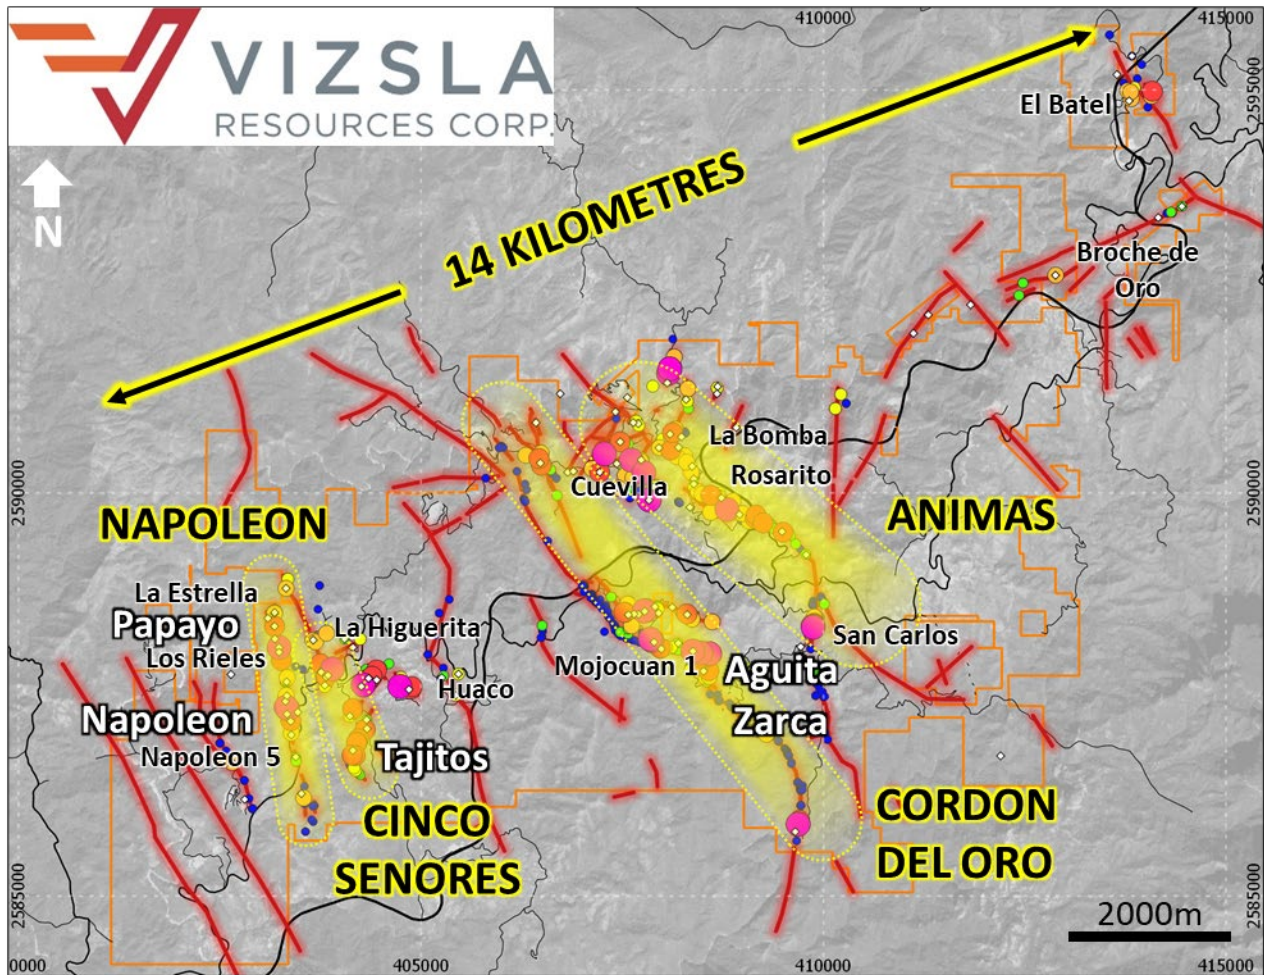 410000
415000
VIZSLA
RESOURCES CORP.
2595000
El Batel
N
14 KILOMETRES
Broche de
Oro
La Bomba
Rosarito
Cuevilla
2590000
2590000
NAPOLEON
ANIMAS
La Estrella
Papayo
La Higuerita
Los Rieles
San Carlos
Mojocuan 1
Aguita
Zarca
Huaco
Napoleon
Napoleon 5
Tajitos
CINCO
SENORES
CORDON
DEL ORO
2585000
2585000
2000m
0000
405000
410000
415000